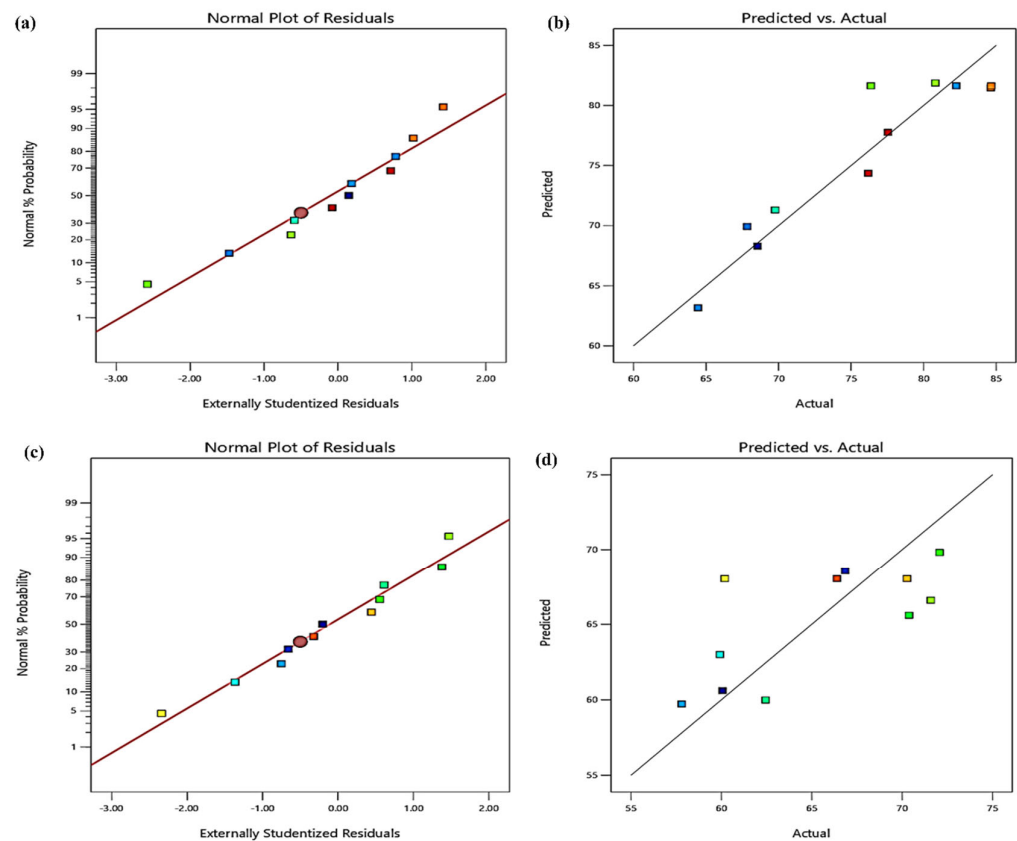 (a)
Normal Plot of Residuals
Normal % Probability
99
95
90
80
70
50
30
20
10
5
1
-3.00 -2.00 -1.00 0.00 1.00 2.00
Externally Studentized Residuals
(b)
Predicted vs. Actual
Predicted
85
80
75
70
65
60
60 65 70 75 80 85
Actual
(c)
Normal Plot of Residuals
Normal % Probability
99
95
90
80
70
50
30
20
10
5
1
-3.00 -2.00 -1.00 0.00 1.00 2.00
Externally Studentized Residuals
(d)
Predicted vs. Actual
Predicted
75
70
65
60
55
55 60 65 70 75
Actual